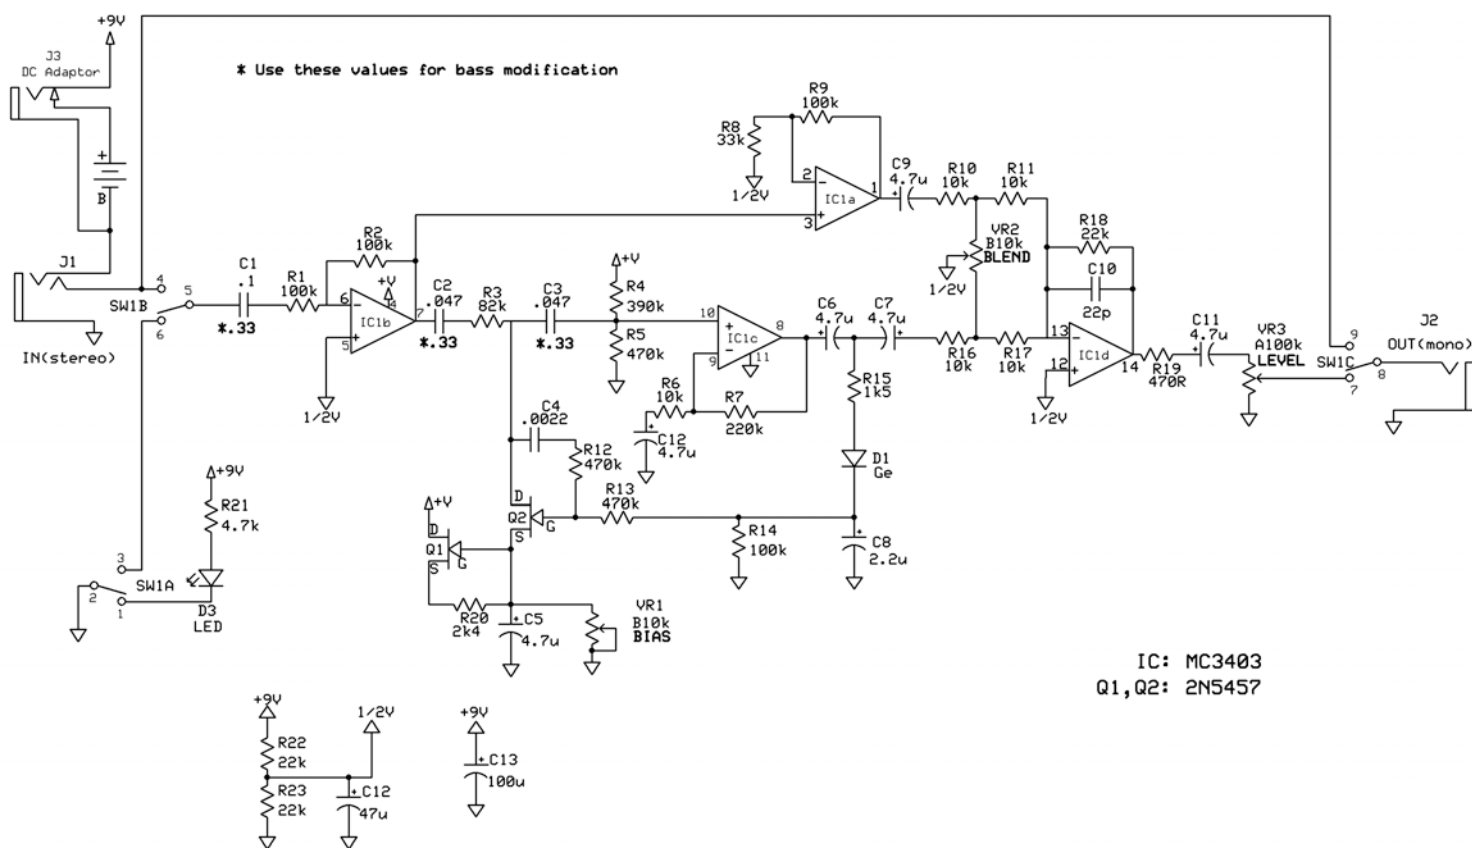 +9V
J3
DC Adaptor
* Use these values for bass modification
+
B
J1
IN(stereo)
4
5
6
SW1B
C1
.1
*.33
R1
100k
R2
100k
+V
4
6
-
IC1b
+
5
7
1/2V
C2
.047
*.33
R3
82k
C3
.047
*.33
+V
R4
390k
R5
470k
R8
33k
1/2V
R9
100k
2
-
IC1a
+
3
1
C9
4.7u
+
R10
10k
R11
10k
VR2
B10k
BLEND
1/2V
R18
22k
C10
22p
10
+
IC1c
-
9
11
8
R6
10k
R7
220k
+
C12
4.7u
C6
4.7u
+
C7
4.7u
+
R15
1k5
D1
Ge
R16
10k
R17
10k
13
-
IC1d
+
12
14
1/2V
R19
470R
C11
4.7u
+
VR3
A100k
LEVEL
9
SW1C
8
7
J2
OUT(mono)
C4
.0022
R12
470k
R13
470k
R14
100k
+
C8
2.2u
D
Q2
G
S
+V
D
Q1
G
S
R20
2k4
+
C5
4.7u
VR1
B10k
BIAS
+9V
R21
4.7k
D3
LED
3
2
SW1A
1
IC: MC3403
Q1,Q2: 2N5457
+9V
R22
22k
R23
22k
1/2V
+
C12
47u
+9V
+
C13
100u